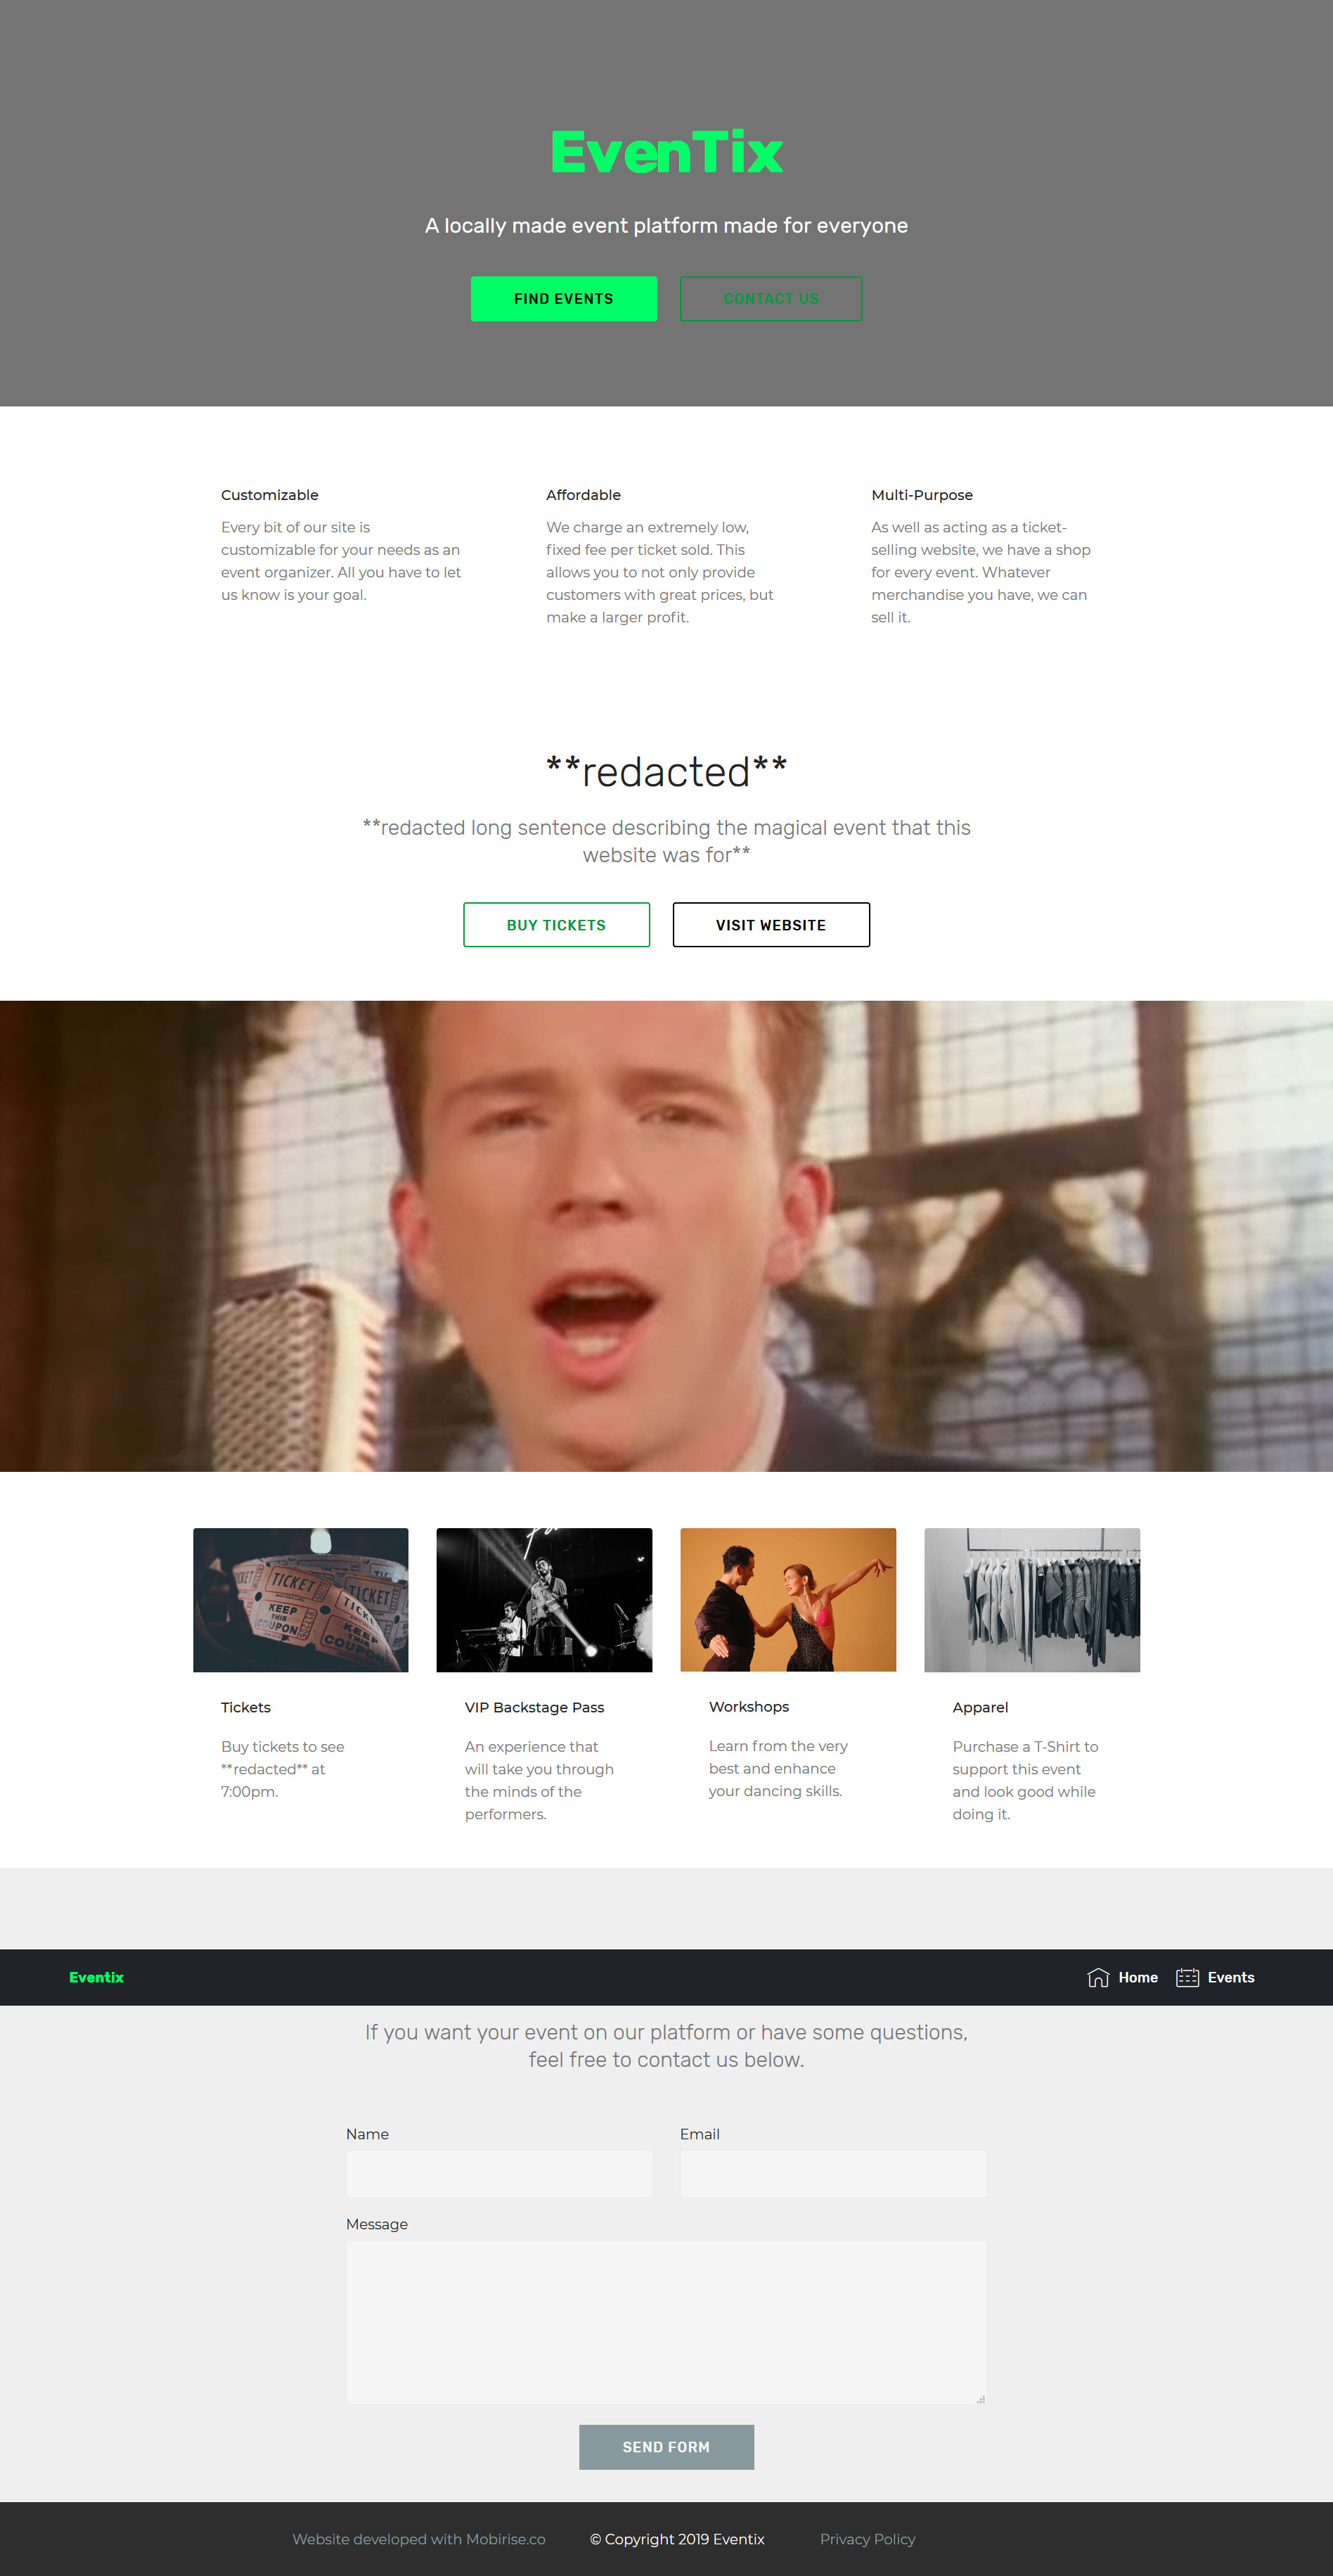 EvenTix
A locally made event platform made for everyone
FIND EVENTS
CONTACT US
Customizable
Every bit of our site is
customizable for your needs as an
event organizer. All you have to let
us know is your goal.
Affordable
We charge an extremely low,
fixed fee per ticket sold. This
allows you to not only provide
customers with great prices, but
make a larger profit.
Multi-Purpose
As well as acting as a ticket-
selling website, we have a shop
for every event. Whatever
merchandise you have, we can
sell it.
**redacted**
**redacted long sentence describing the magical event that this
website was for**
BUY TICKETS
VISIT WEBSITE
TICKET
KEEP
THIS
COUPON
TICKET
Tickets
Buy tickets to see
**redacted** at
7:00pm.
VIP Backstage Pass
An experience that
will take you through
the minds of the
performers.
Workshops
Learn from the very
best and enhance
your dancing skills.
Apparel
Purchase a T-Shirt to
support this event
and look good while
doing it.
Eventix
Home
Events
If you want your event on our platform or have some questions,
feel free to contact us below.
Name
Email
Message
SEND FORM
Website developed with Mobirise.co
© Copyright 2019 Eventix
Privacy Policy